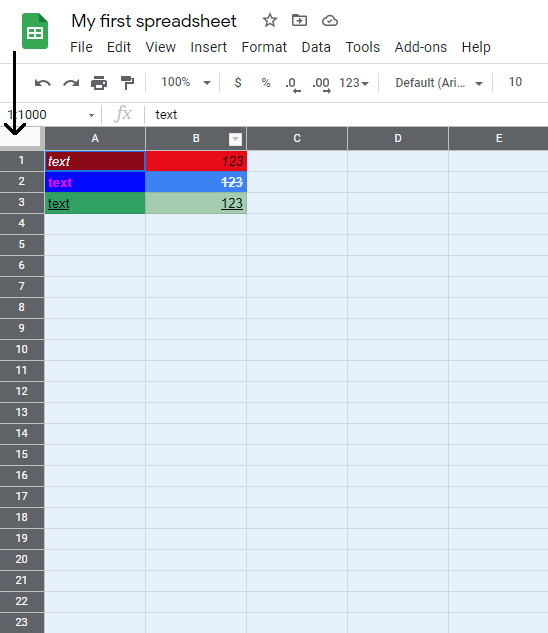 My first spreadsheet
File Edit View Insert Format Data Tools Add-ons Help
100% $ % .0 .00 123 Default (Ari... 10
1:1000 fx text
A B C D E
1 text 123
2 text 123
3 text 123
4
5
6
7
8
9
10
11
12
13
14
15
16
17
18
19
20
21
22
23